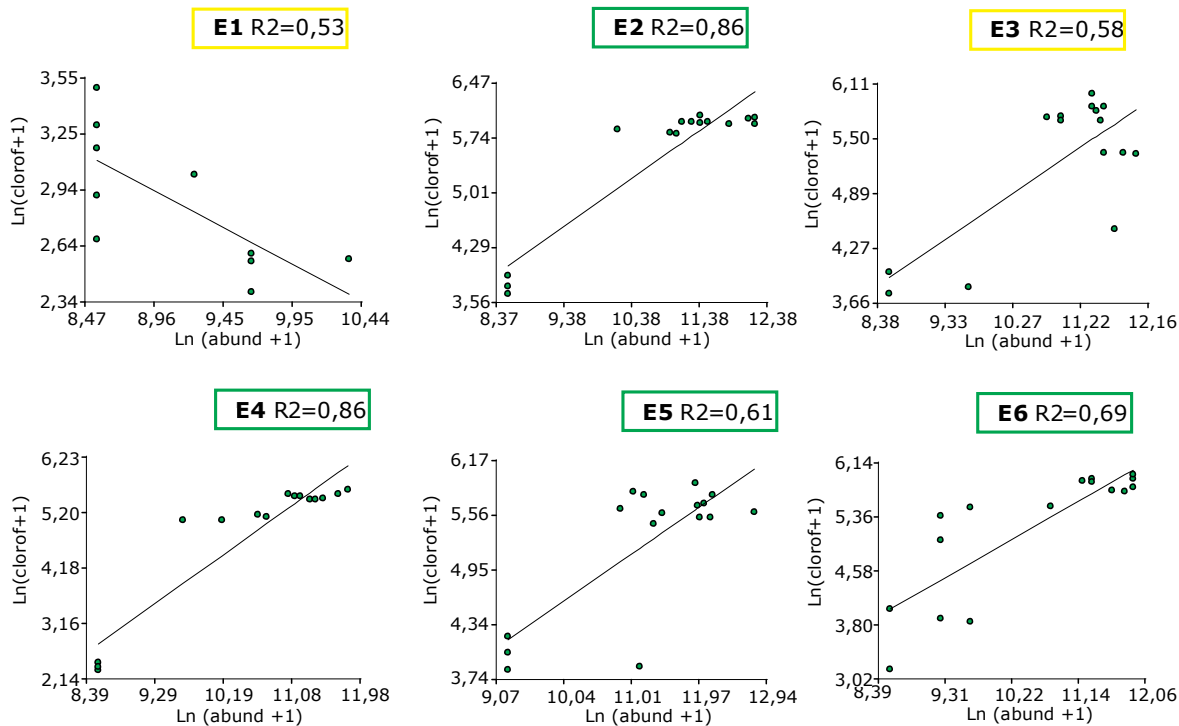 E1 R2=0,53
E2 R2=0,86
E3 R2=0,58
3,55
3,25
2,94
2,64
2,34
Ln(clorof+1)
8,47 8,96 9,45 9,95 10,44
Ln (abund +1)
6,47
5,74
5,01
4,29
3,56
Ln(clorof+1)
8,37 9,38 10,38 11,38 12,38
Ln (abund +1)
6,11
5,50
4,89
4,27
3,66
Ln(clorof+1)
8,38 9,33 10,27 11,22 12,16
Ln (abund +1)
E4 R2=0,86
E5 R2=0,61
E6 R2=0,69
6,23
5,20
4,18
3,16
2,14
Ln(clorof+1)
8,39 9,29 10,19 11,08 11,98
Ln (abund +1)
6,17
5,56
4,95
4,34
3,74
Ln(clorof+1)
9,07 10,04 11,01 11,97 12,94
Ln (abund +1)
6,14
5,36
4,58
3,80
3,02
Ln(clorof+1)
8,39 9,31 10,22 11,14 12,06
Ln (abund +1)